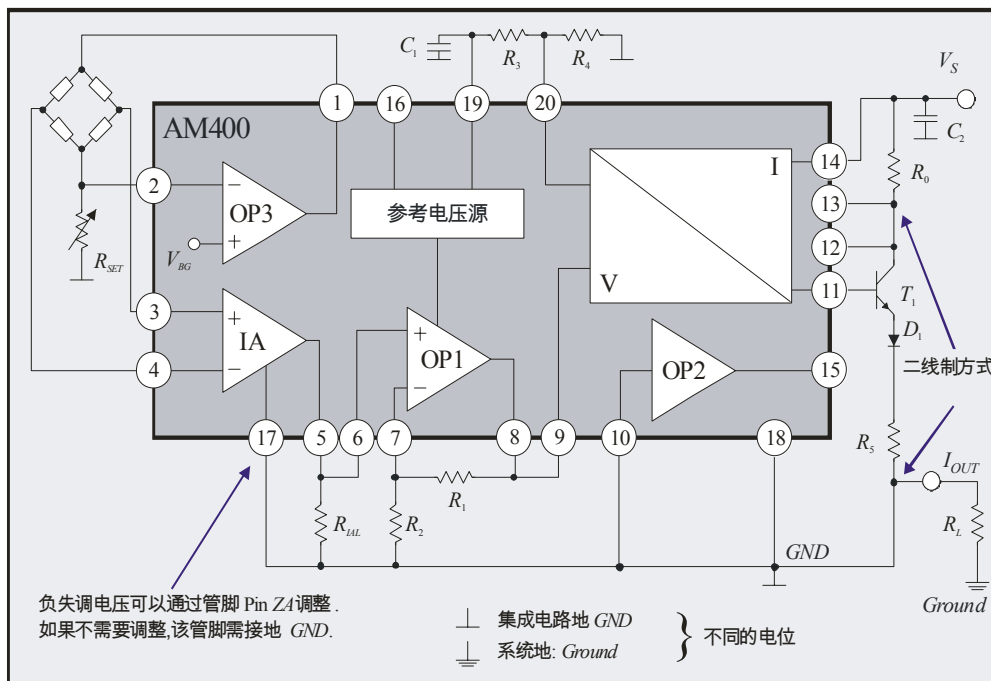 C1
R3
R4
VS
1
16
19
20
AM400
C2
I
14
R0
2
OP3
参考电压源
13
12
VBG
RSET
V
11
T1
3
IA
OP1
D1
4
OP2
15
二线制方式
17
5
6
7
8
9
10
18
R5
IOUT
R1
RIAL
R2
RL
GND
负失调电压可以通过管脚 Pin ZA 调整.
如果不需要调整,该管脚需接地 GND.
Ground
集成电路地 GND
不同的电位
系统地: Ground